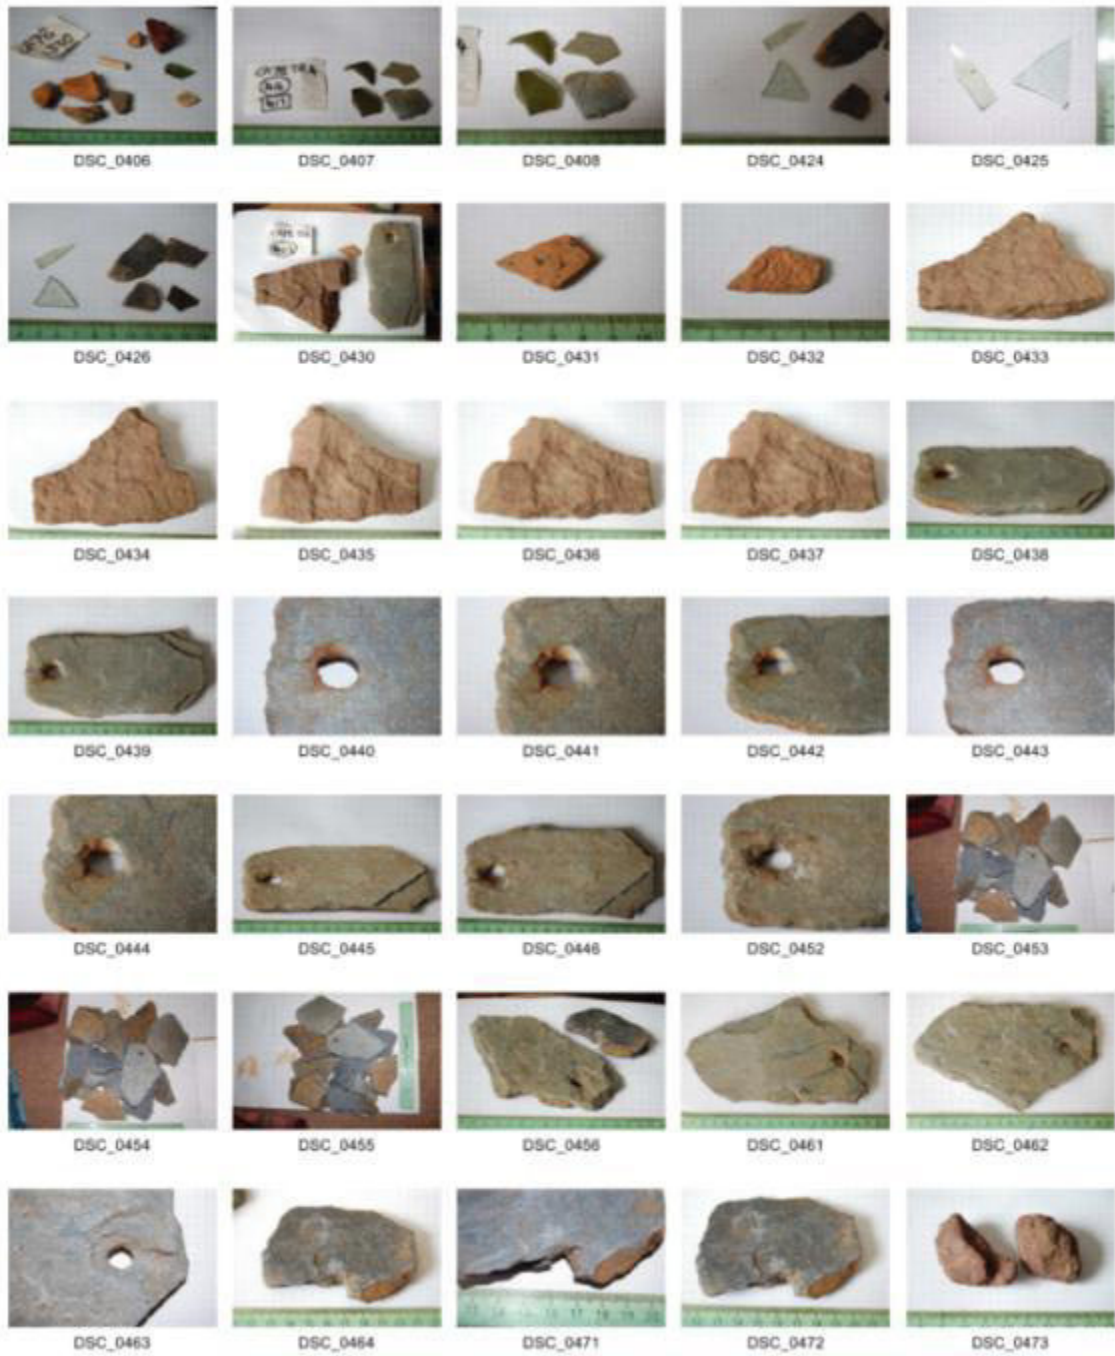 DSC_0406 DSC_0407 DSC_0408 DSC_0424 DSC_0425
DSC_0426 DSC_0430 DSC_0431 DSC_0432 DSC_0433
DSC_0434 DSC_0435 DSC_0436 DSC_0437 DSC_0438
DSC_0439 DSC_0440 DSC_0441 DSC_0442 DSC_0443
DSC_0444 DSC_0445 DSC_0446 DSC_0452 DSC_0453
DSC_0454 DSC_0455 DSC_0456 DSC_0461 DSC_0462
DSC_0463 DSC_0464 DSC_0471 DSC_0472 DSC_0473